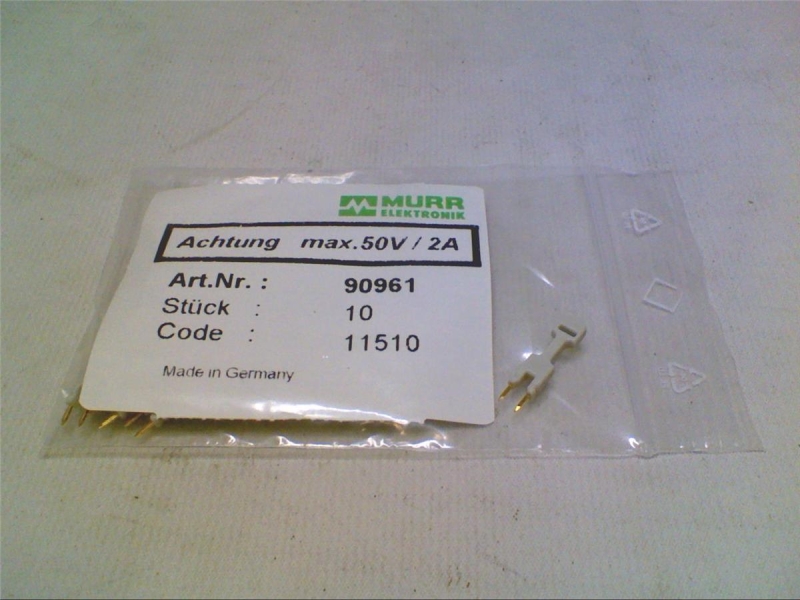 MURR
ELEKTRONIK
Achtung max.50V / 2A
Art.Nr. : 90961
Stück : 10
Code : 11510
Made in Germany